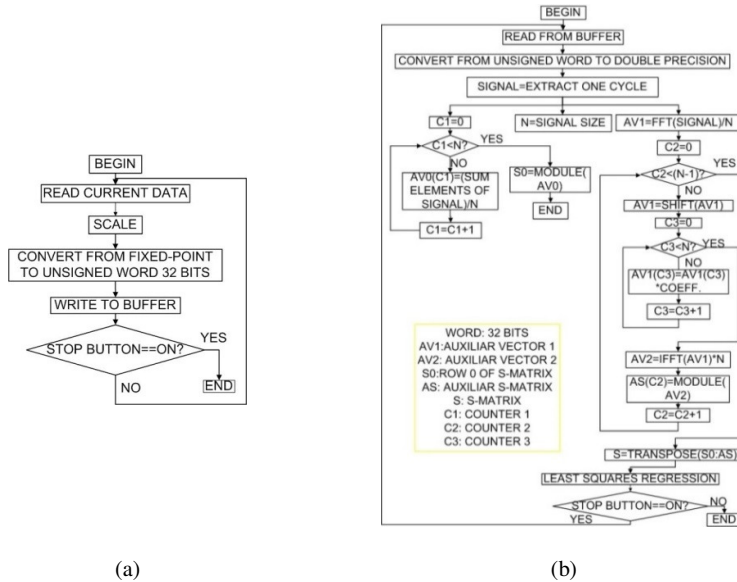 BEGIN
READ CURRENT DATA
SCALE
CONVERT FROM FIXED-POINT
TO UNSIGNED WORD 32 BITS
WRITE TO BUFFER
STOP BUTTON==ON?
YES
NO
END
(a)
BEGIN
READ FROM BUFFER
CONVERT FROM UNSIGNED WORD TO DOUBLE PRECISION
SIGNAL=EXTRACT ONE CYCLE
C1=0
C1<N?
YES
NO
AV0(C1)=(SUM
ELEMENTS OF
SIGNAL)/N
C1=C1+1
N=SIGNAL SIZE
S0=MODULE(
AV0)
END
AV1=FFT(SIGNAL)/N
C2=0
C2<(N-1)?
YES
NO
AV1=SHIFT(AV1)
C3=0
C3<N?
YES
NO
AV1(C3)=AV1(C3)
*COEFF.
C3=C3+1
AV2=IFFT(AV1)*N
AS(C2)=MODULE(
AV2)
C2=C2+1
WORD: 32 BITS
AV1:AUXILIAR VECTOR 1
AV2: AUXILIAR VECTOR 2
S0:ROW 0 OF S-MATRIX
AS: AUXILIAR S-MATRIX
S: S-MATRIX
C1: COUNTER 1
C2: COUNTER 2
C3: COUNTER 3
S=TRANSPOSE(S0:AS)
LEAST SQUARES REGRESSION
STOP BUTTON==ON?
NO
YES
END
(b)